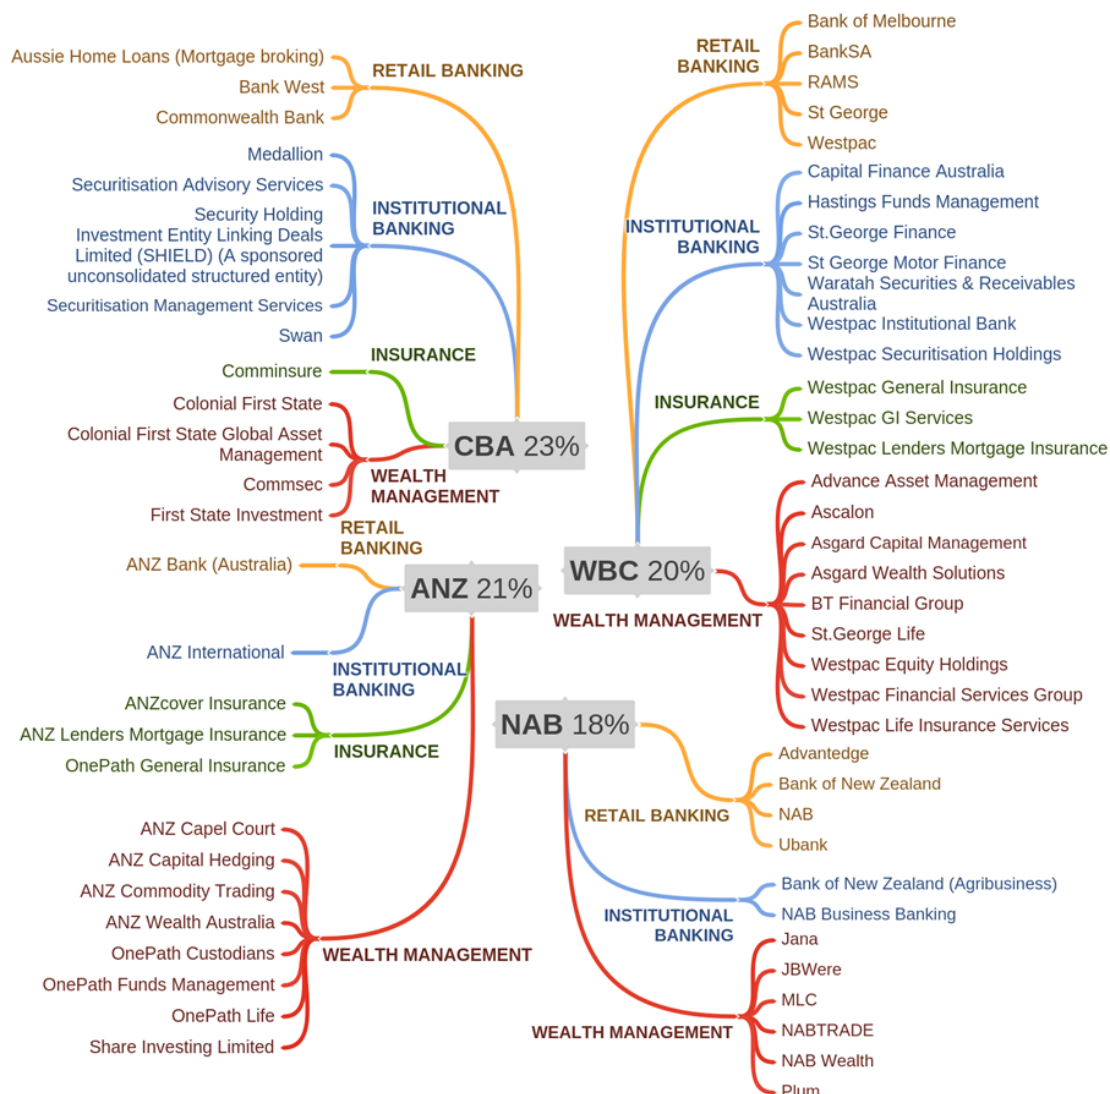 Aussie Home Loans (Mortgage broking)
Bank West
Commonwealth Bank
RETAIL BANKING
Medallion
Securitisation Advisory Services
Security Holding
Investment Entity Linking Deals
Limited (SHIELD) (A sponsored
unconsolidated structured entity)
Securitisation Management Services
Swan
INSTITUTIONAL
BANKING
Comminsure
INSURANCE
Colonial First State
Colonial First State Global Asset
Management
Commsec
First State Investment
WEALTH
MANAGEMENT
CBA 23%
RETAIL
BANKING
ANZ Bank (Australia)
ANZ 21%
ANZ International
INSTITUTIONAL
BANKING
ANZcover Insurance
ANZ Lenders Mortgage Insurance
OnePath General Insurance
INSURANCE
ANZ Capel Court
ANZ Capital Hedging
ANZ Commodity Trading
ANZ Wealth Australia
OnePath Custodians
OnePath Funds Management
OnePath Life
Share Investing Limited
WEALTH MANAGEMENT
RETAIL
BANKING
Bank of Melbourne
BankSA
RAMS
St George
Westpac
INSTITUTIONAL
BANKING
Capital Finance Australia
Hastings Funds Management
St.George Finance
St George Motor Finance
Waratah Securities & Receivables
Australia
Westpac Institutional Bank
Westpac Securitisation Holdings
INSURANCE
Westpac General Insurance
Westpac GI Services
Westpac Lenders Mortgage Insurance
WBC 20%
WEALTH MANAGEMENT
Advance Asset Management
Ascalon
Asgard Capital Management
Asgard Wealth Solutions
BT Financial Group
St.George Life
Westpac Equity Holdings
Westpac Financial Services Group
Westpac Life Insurance Services
NAB 18%
RETAIL BANKING
Advantedge
Bank of New Zealand
NAB
Ubank
INSTITUTIONAL
BANKING
Bank of New Zealand (Agribusiness)
NAB Business Banking
WEALTH MANAGEMENT
Jana
JBWere
MLC
NABTRADE
NAB Wealth
Plum